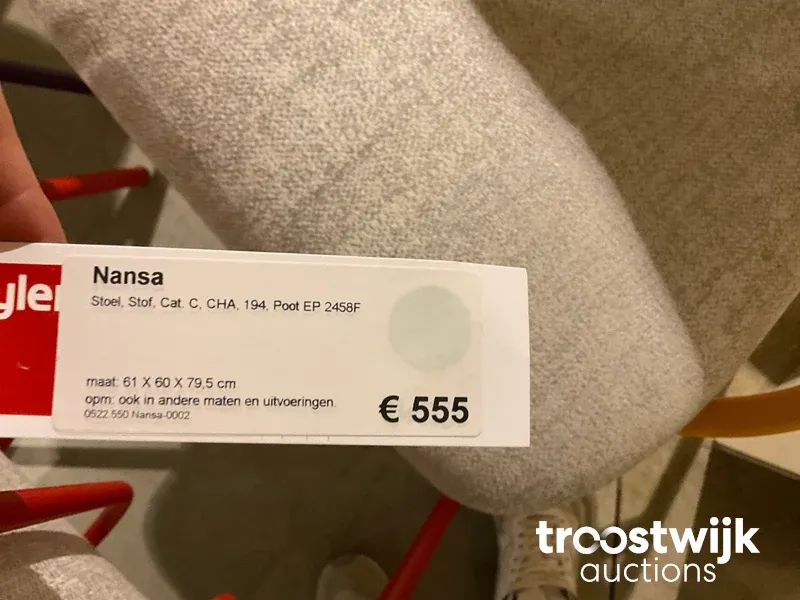 yler
Nansa
Stoel, Stof, Cat. C, CHA, 194, Poot EP 2458F
maat: 61 X 60 X 79,5 cm
opm: ook in andere maten en uitvoeringen.
0522.550 Nansa-0002
€ 555
troostwijk
auctions